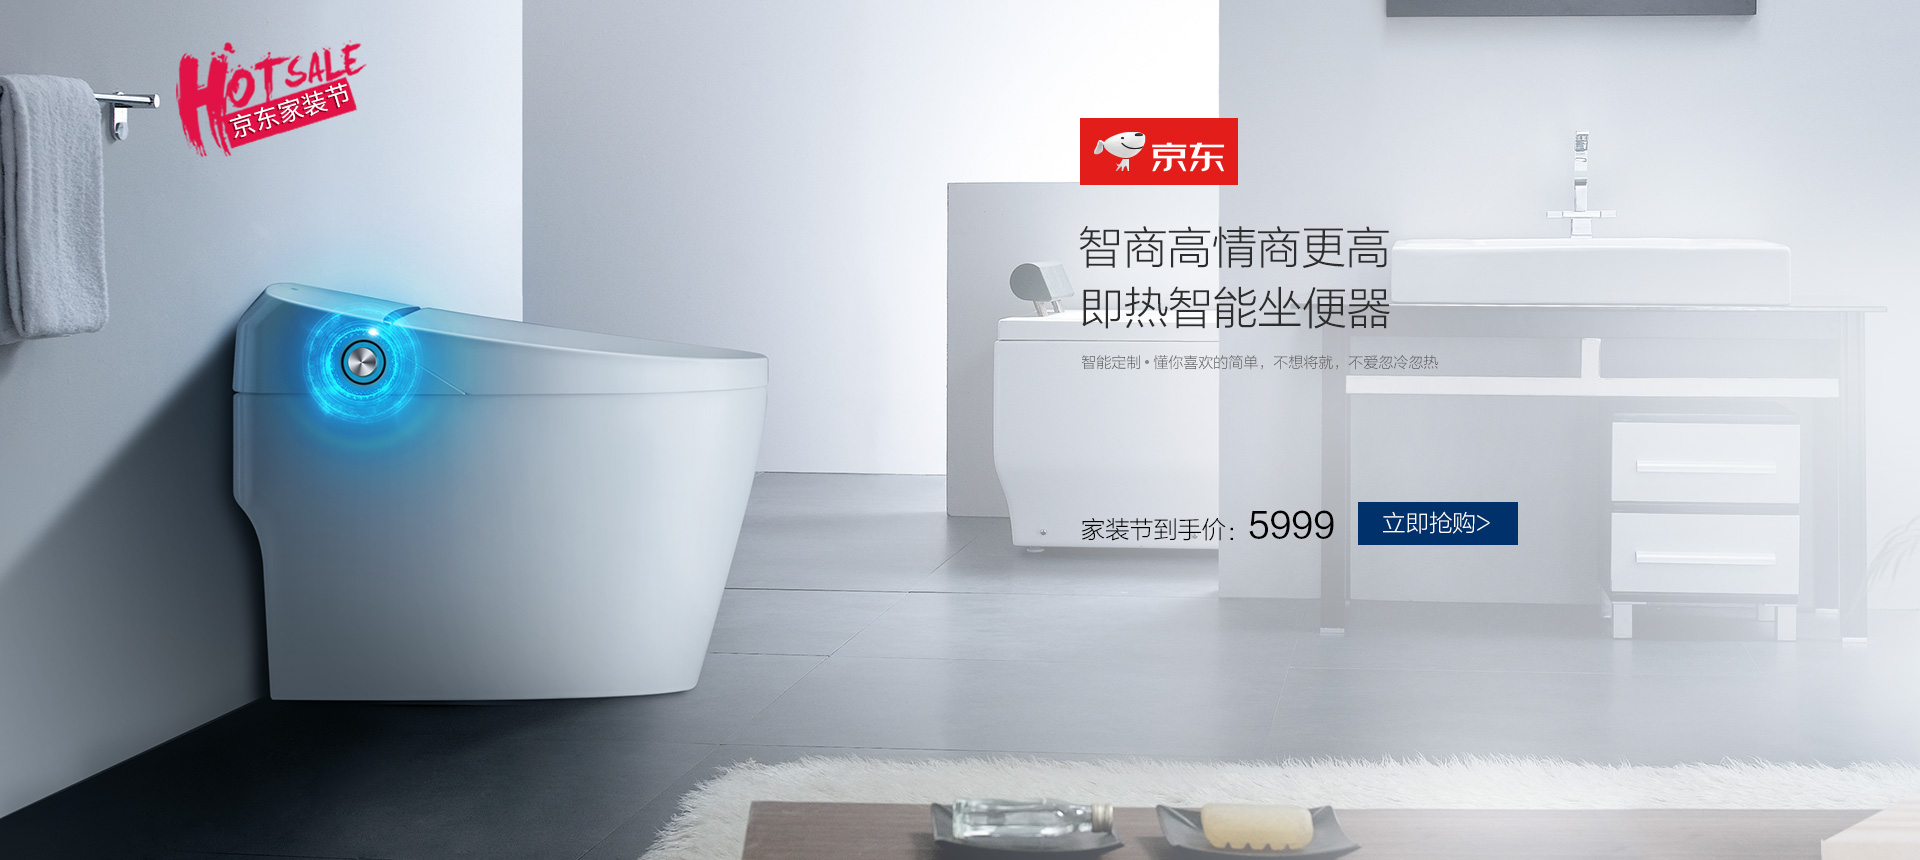 HOTSALE
京东家装节
京东
智商高情商更高
即热智能坐便器
智能定制•懂你喜欢的简单，不想将就，不爱忽冷忽热
家装节到手价：5999 立即抢购>